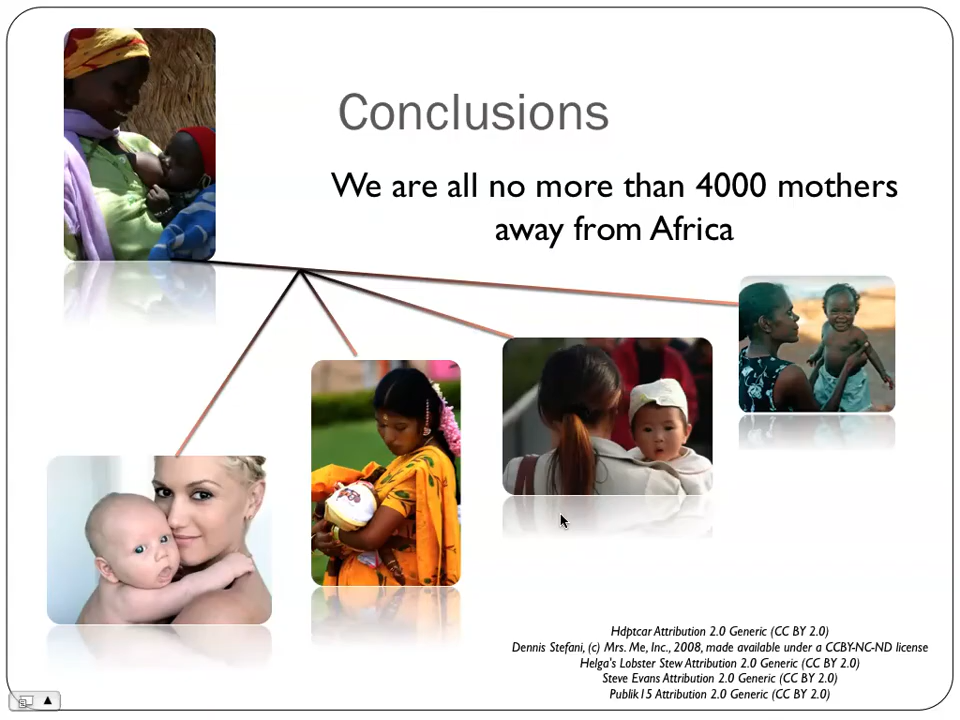 Conclusions
We are all no more than 4000 mothers
away from Africa
Hdptcar Attribution 2.0 Generic (CC BY 2.0)
Dennis Stefani, (c) Mrs. Me, Inc., 2008, made available under a CCBY-NC-ND license
Helga's Lobster Stew Attribution 2.0 Generic (CC BY 2.0)
Steve Evans Attribution 2.0 Generic (CC BY 2.0)
Publik15 Attribution 2.0 Generic (CC BY 2.0)